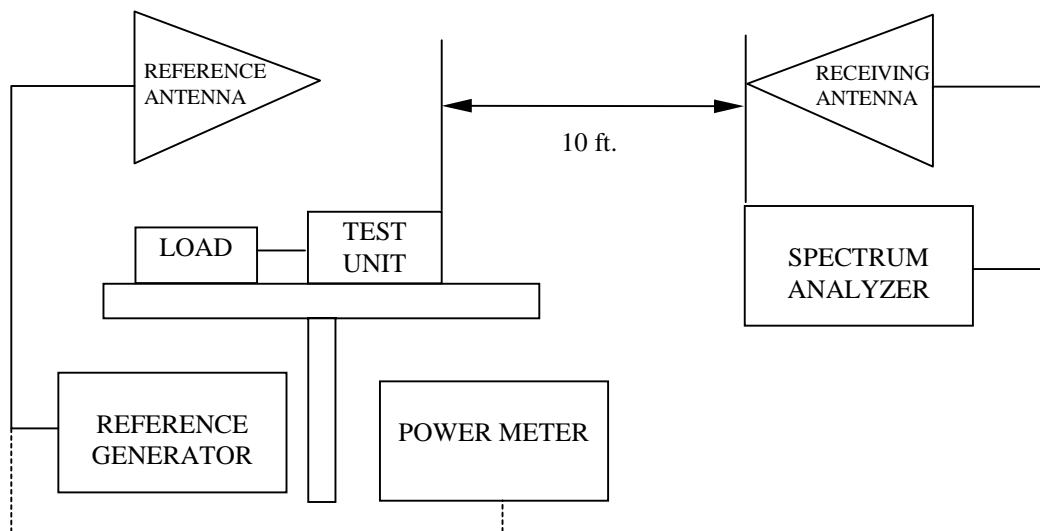 REFERENCE
ANTENNA
RECEIVING
ANTENNA
10 ft.
LOAD
TEST
UNIT
SPECTRUM
ANALYZER
REFERENCE
GENERATOR
POWER METER